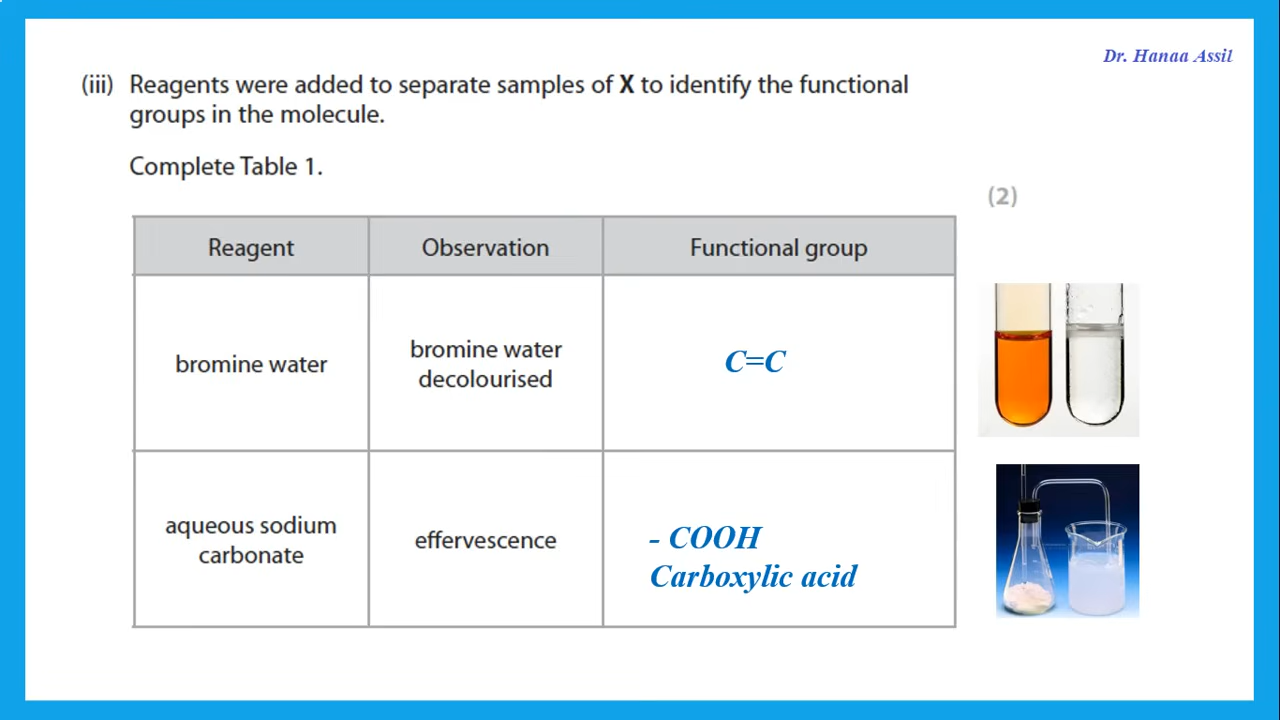 Dr. Hanaa Assil
(iii) Reagents were added to separate samples of X to identify the functional
groups in the molecule.
Complete Table 1.
(2)
Reagent Observation Functional group
bromine water
bromine water
decolourised
C=C
aqueous sodium
carbonate
effervescence
- COOH
Carboxylic acid